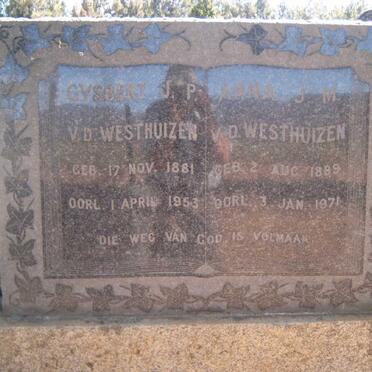 GYSBERT J. P.
V.D. WESTHUIZEN
GEB. 17 NOV. 1881
OORL. 1 APRIL 1953
ANNA J. M.
V.D. WESTHUIZEN
GEB. 2 AUG. 1889
OORL. 3 JAN. 1971
DIE WEG VAN GOD IS VOLMAAK